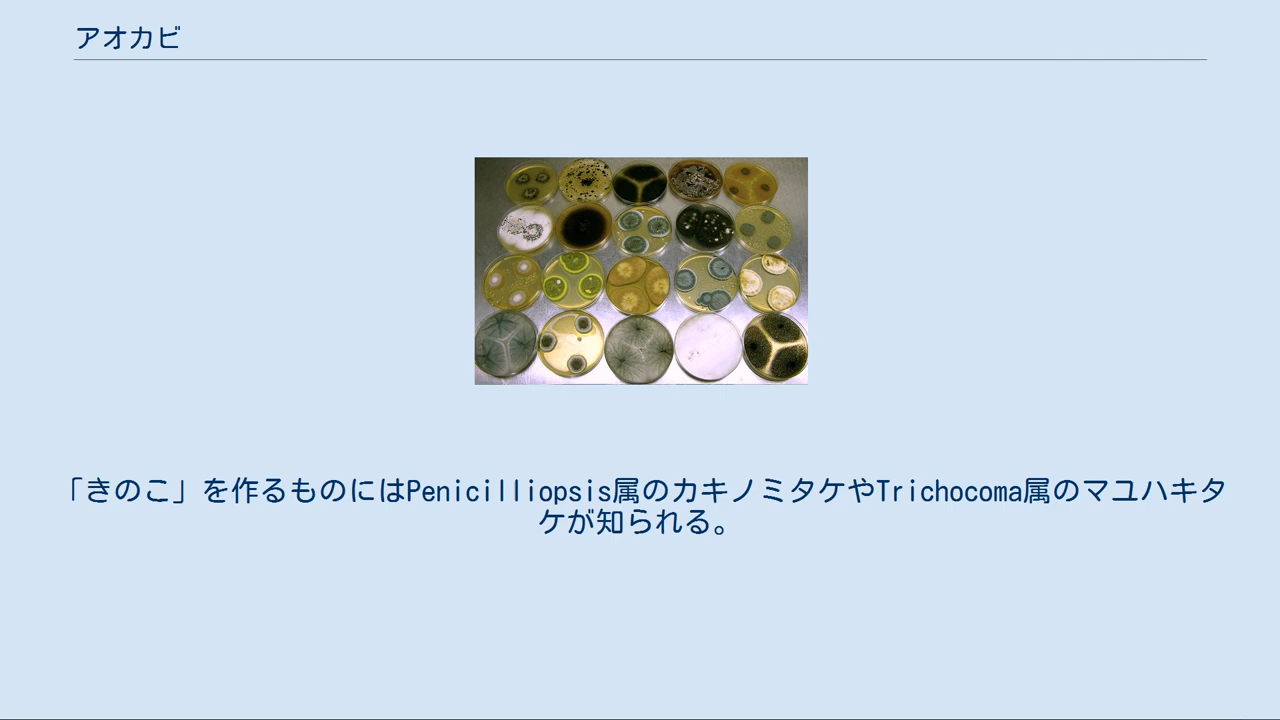 アオカビ
「きのこ」を作るものにはPenicilliopsis属のカキノミタケやTrichocoma属のマユハキタ
ケが知られる。